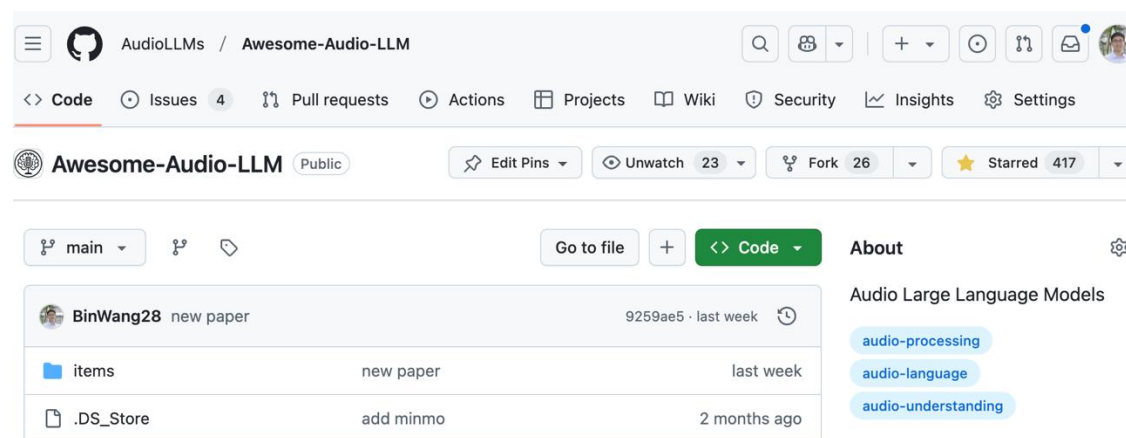 AudioLLMs / Awesome-Audio-LLM
Code Issues 4 Pull requests Actions Projects Wiki Security Insights Settings
Awesome-Audio-LLM Public Edit Pins Unwatch 23 Fork 26 Starred 417
main Go to file + Code About
Audio Large Language Models
BinWang28 new paper 9259ae5 · last week
audio-processing
items new paper last week audio-language
.DS_Store add minmo 2 months ago audio-understanding